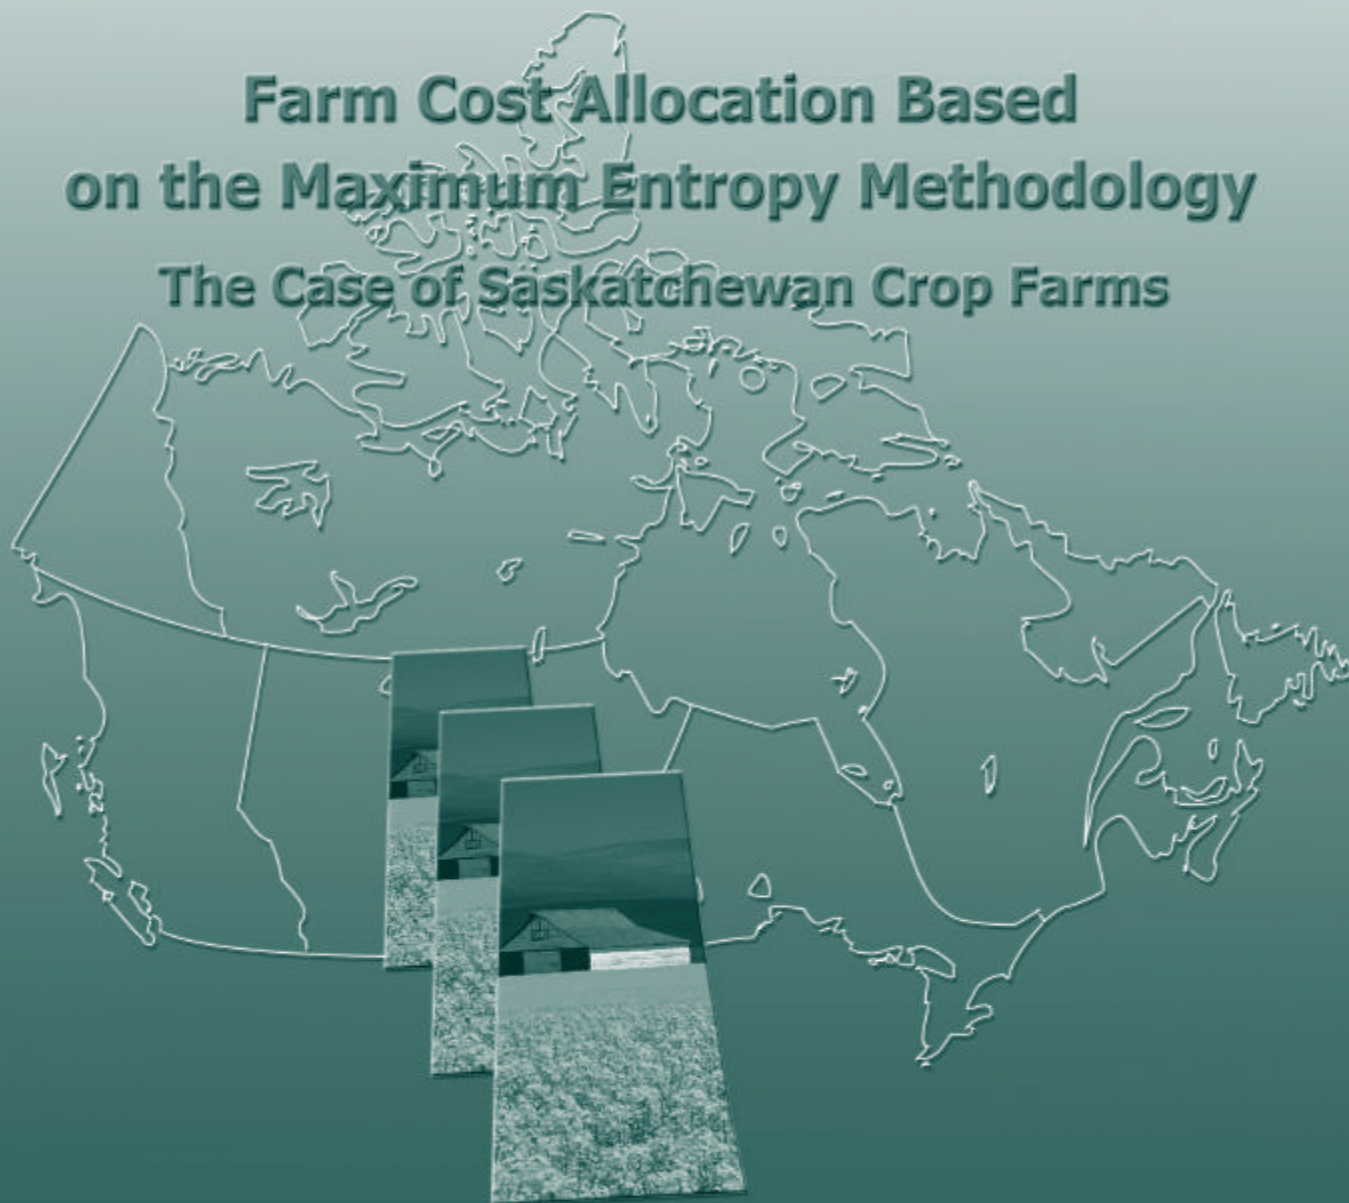 Farm Cost Allocation Based
on the Maximum Entropy Methodology
The Case of Saskatchewan Crop Farms